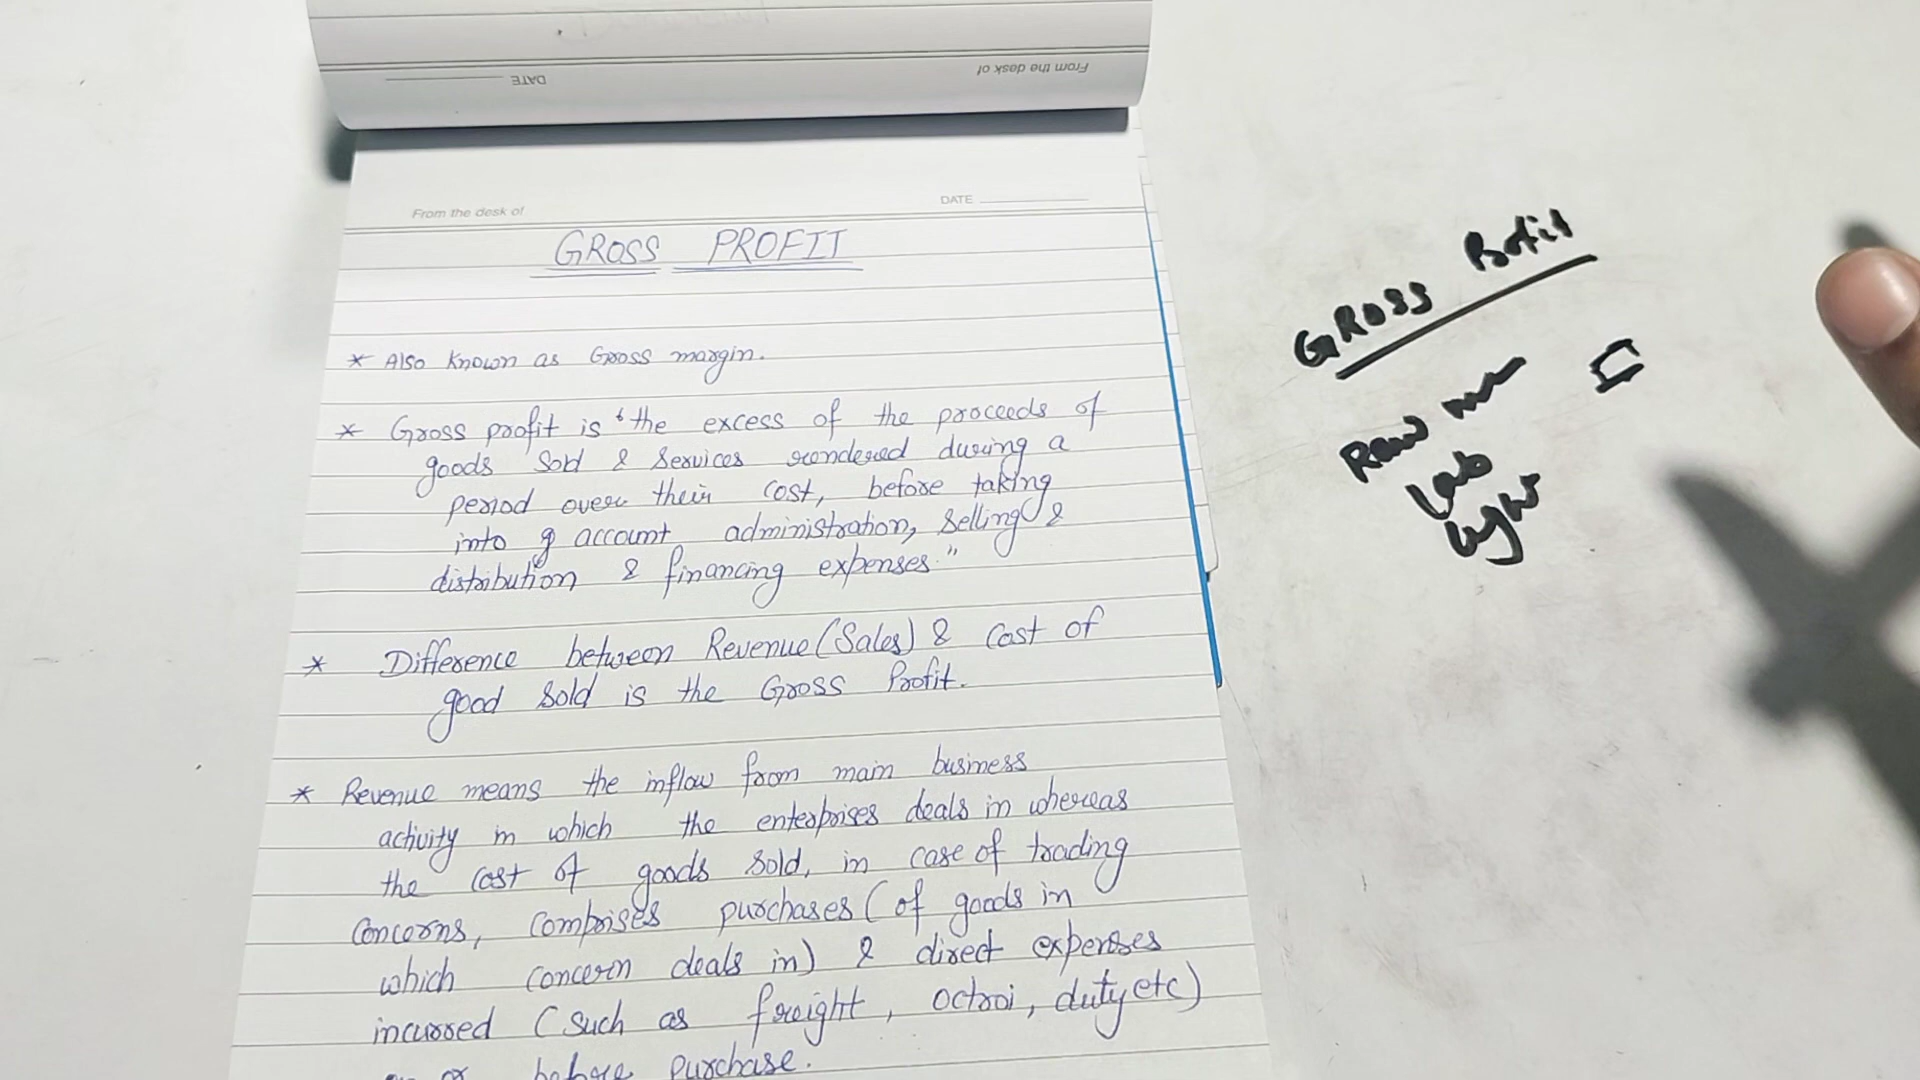 DATE
From the desk of
From the desk of
DATE
GROSS PROFIT
* Also known as Gross margin.
* Gross profit is "the excess of the proceeds of
goods sold & services rendered during a
period over their cost, before taking
into account administration, selling &
distribution & financing expenses."
* Difference between Revenue (Sales) & cost of
good sold is the Gross Profit.
* Revenue means the inflow from main business
activity in which the enterprises deals in whereas
the cost of goods sold, in case of trading
concerns, comprises purchases (of goods in
which concern deals in) & direct expenses
incurred (such as freight, octroi, duty etc)
or before purchase.
GROSS Profit
Raw
Lab